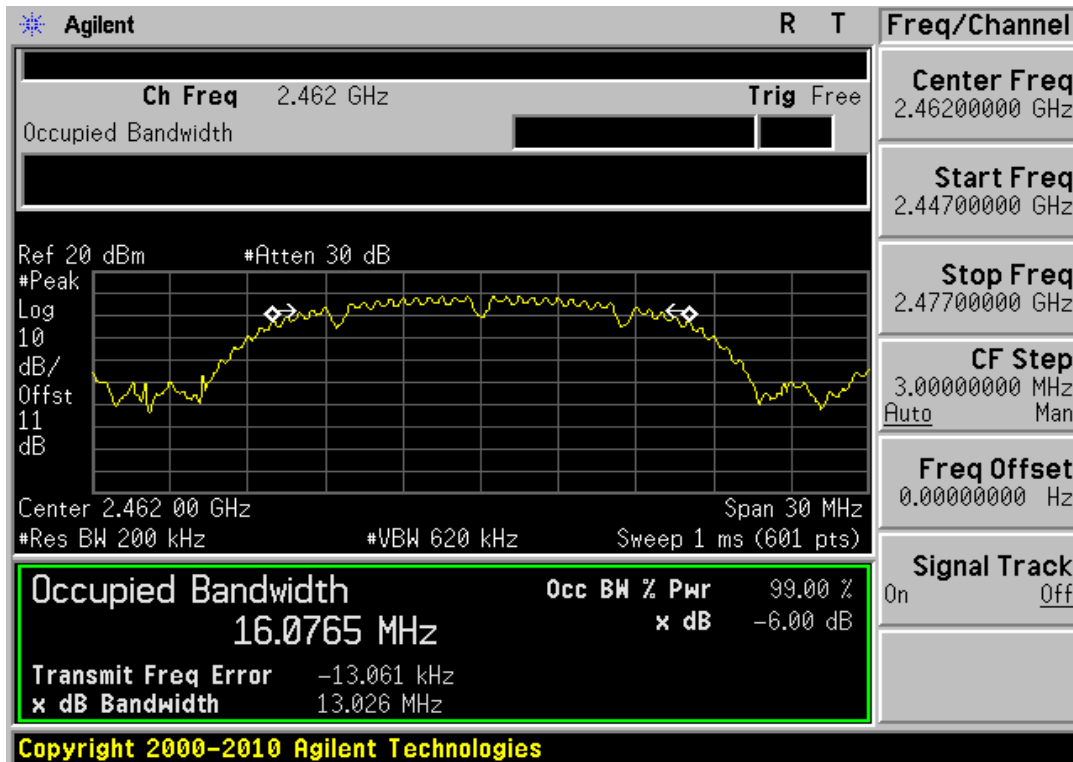 Agilent R T
Ch Freq 2.462 GHz Trig Free
Occupied Bandwidth
Ref 20 dBm #Atten 30 dB
#Peak
Log
10
dB/
Offst
11
dB
Center 2.462 00 GHz Span 30 MHz
#Res BW 200 kHz #VBW 620 kHz Sweep 1 ms (601 pts)
Occupied Bandwidth
16.0765 MHz
Occ BW % Pwr 99.00 %
x dB -6.00 dB
Transmit Freq Error -13.061 kHz
x dB Bandwidth 13.026 MHz
Copyright 2000-2010 Agilent Technologies
Freq/Channel
Center Freq
2.46200000 GHz
Start Freq
2.44700000 GHz
Stop Freq
2.47700000 GHz
CF Step
3.00000000 MHz
Auto Man
Freq Offset
0.00000000 Hz
Signal Track
On Off